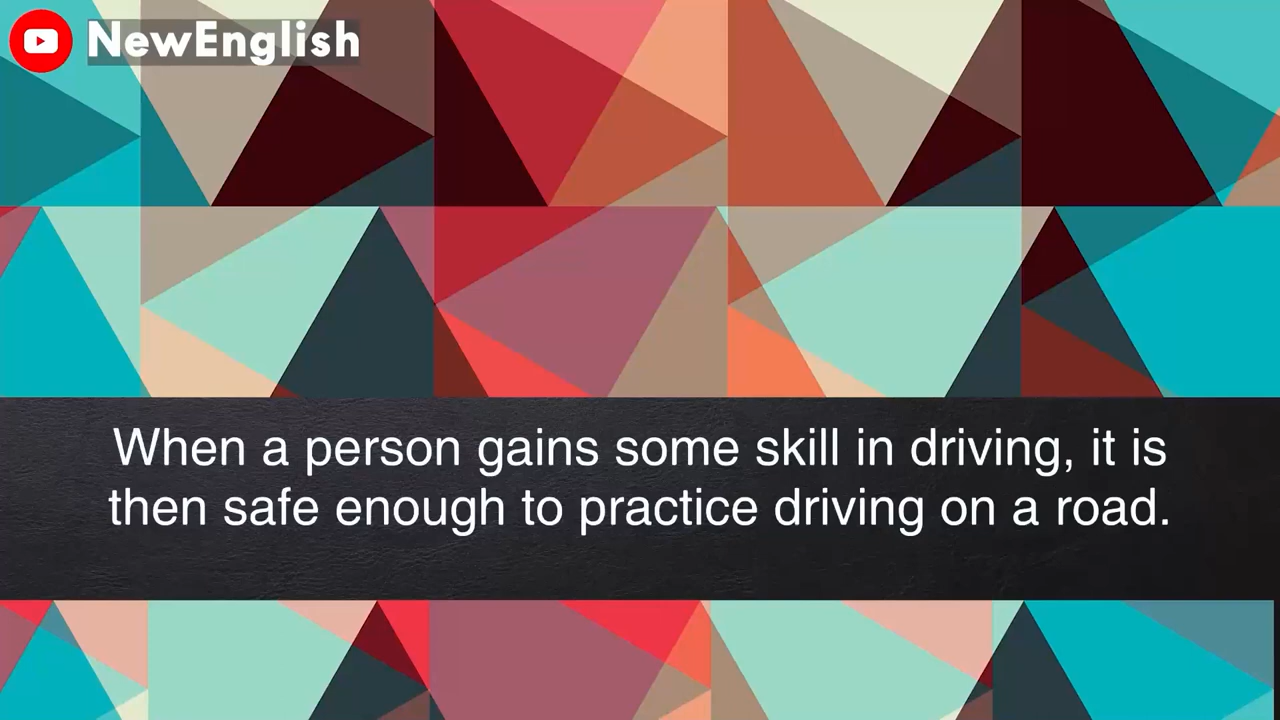 NewEnglish
When a person gains some skill in driving, it is
then safe enough to practice driving on a road.